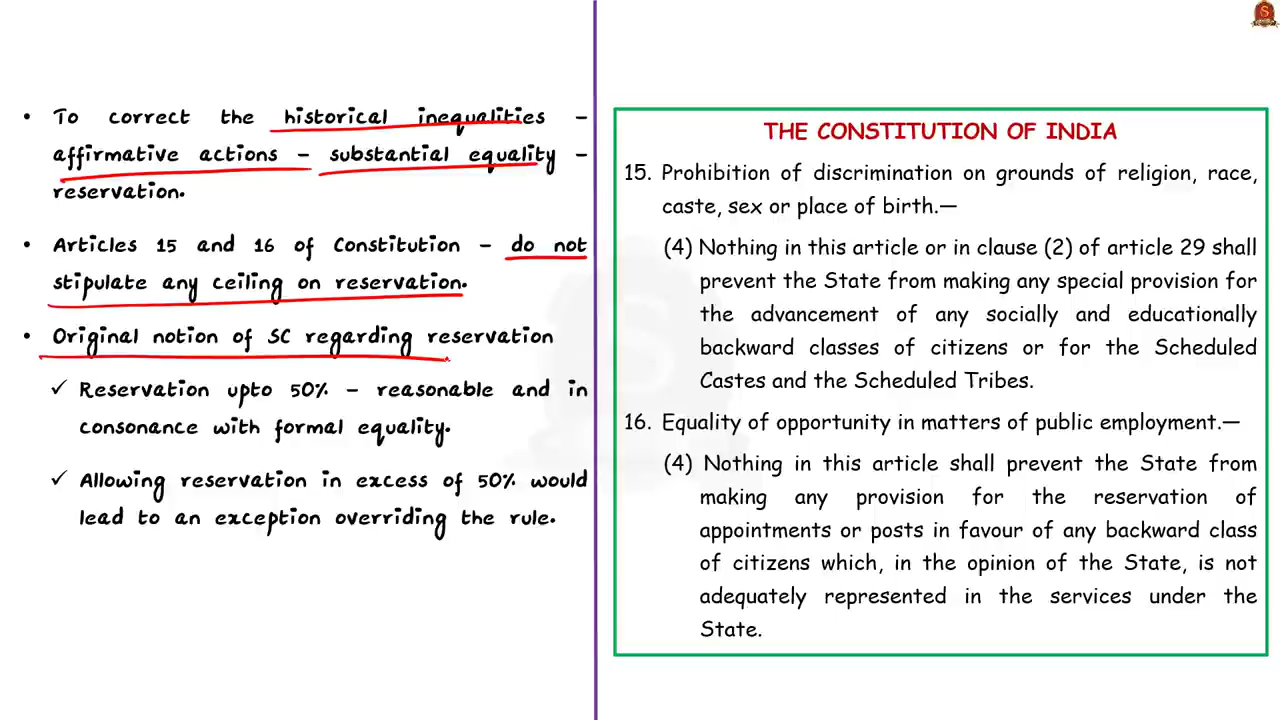 • To correct the historical inequalities –
affirmative actions – substantial equality –
reservation.
• Articles 15 and 16 of Constitution – do not
stipulate any ceiling on reservation.
• Original notion of SC regarding reservation
✓ Reservation upto 50% – reasonable and in
consonance with formal equality.
✓ Allowing reservation in excess of 50% would
lead to an exception overriding the rule.
THE CONSTITUTION OF INDIA
15. Prohibition of discrimination on grounds of religion, race,
caste, sex or place of birth.—
(4) Nothing in this article or in clause (2) of article 29 shall
prevent the State from making any special provision for
the advancement of any socially and educationally
backward classes of citizens or for the Scheduled
Castes and the Scheduled Tribes.
16. Equality of opportunity in matters of public employment.—
(4) Nothing in this article shall prevent the State from
making any provision for the reservation of
appointments or posts in favour of any backward class
of citizens which, in the opinion of the State, is not
adequately represented in the services under the
State.